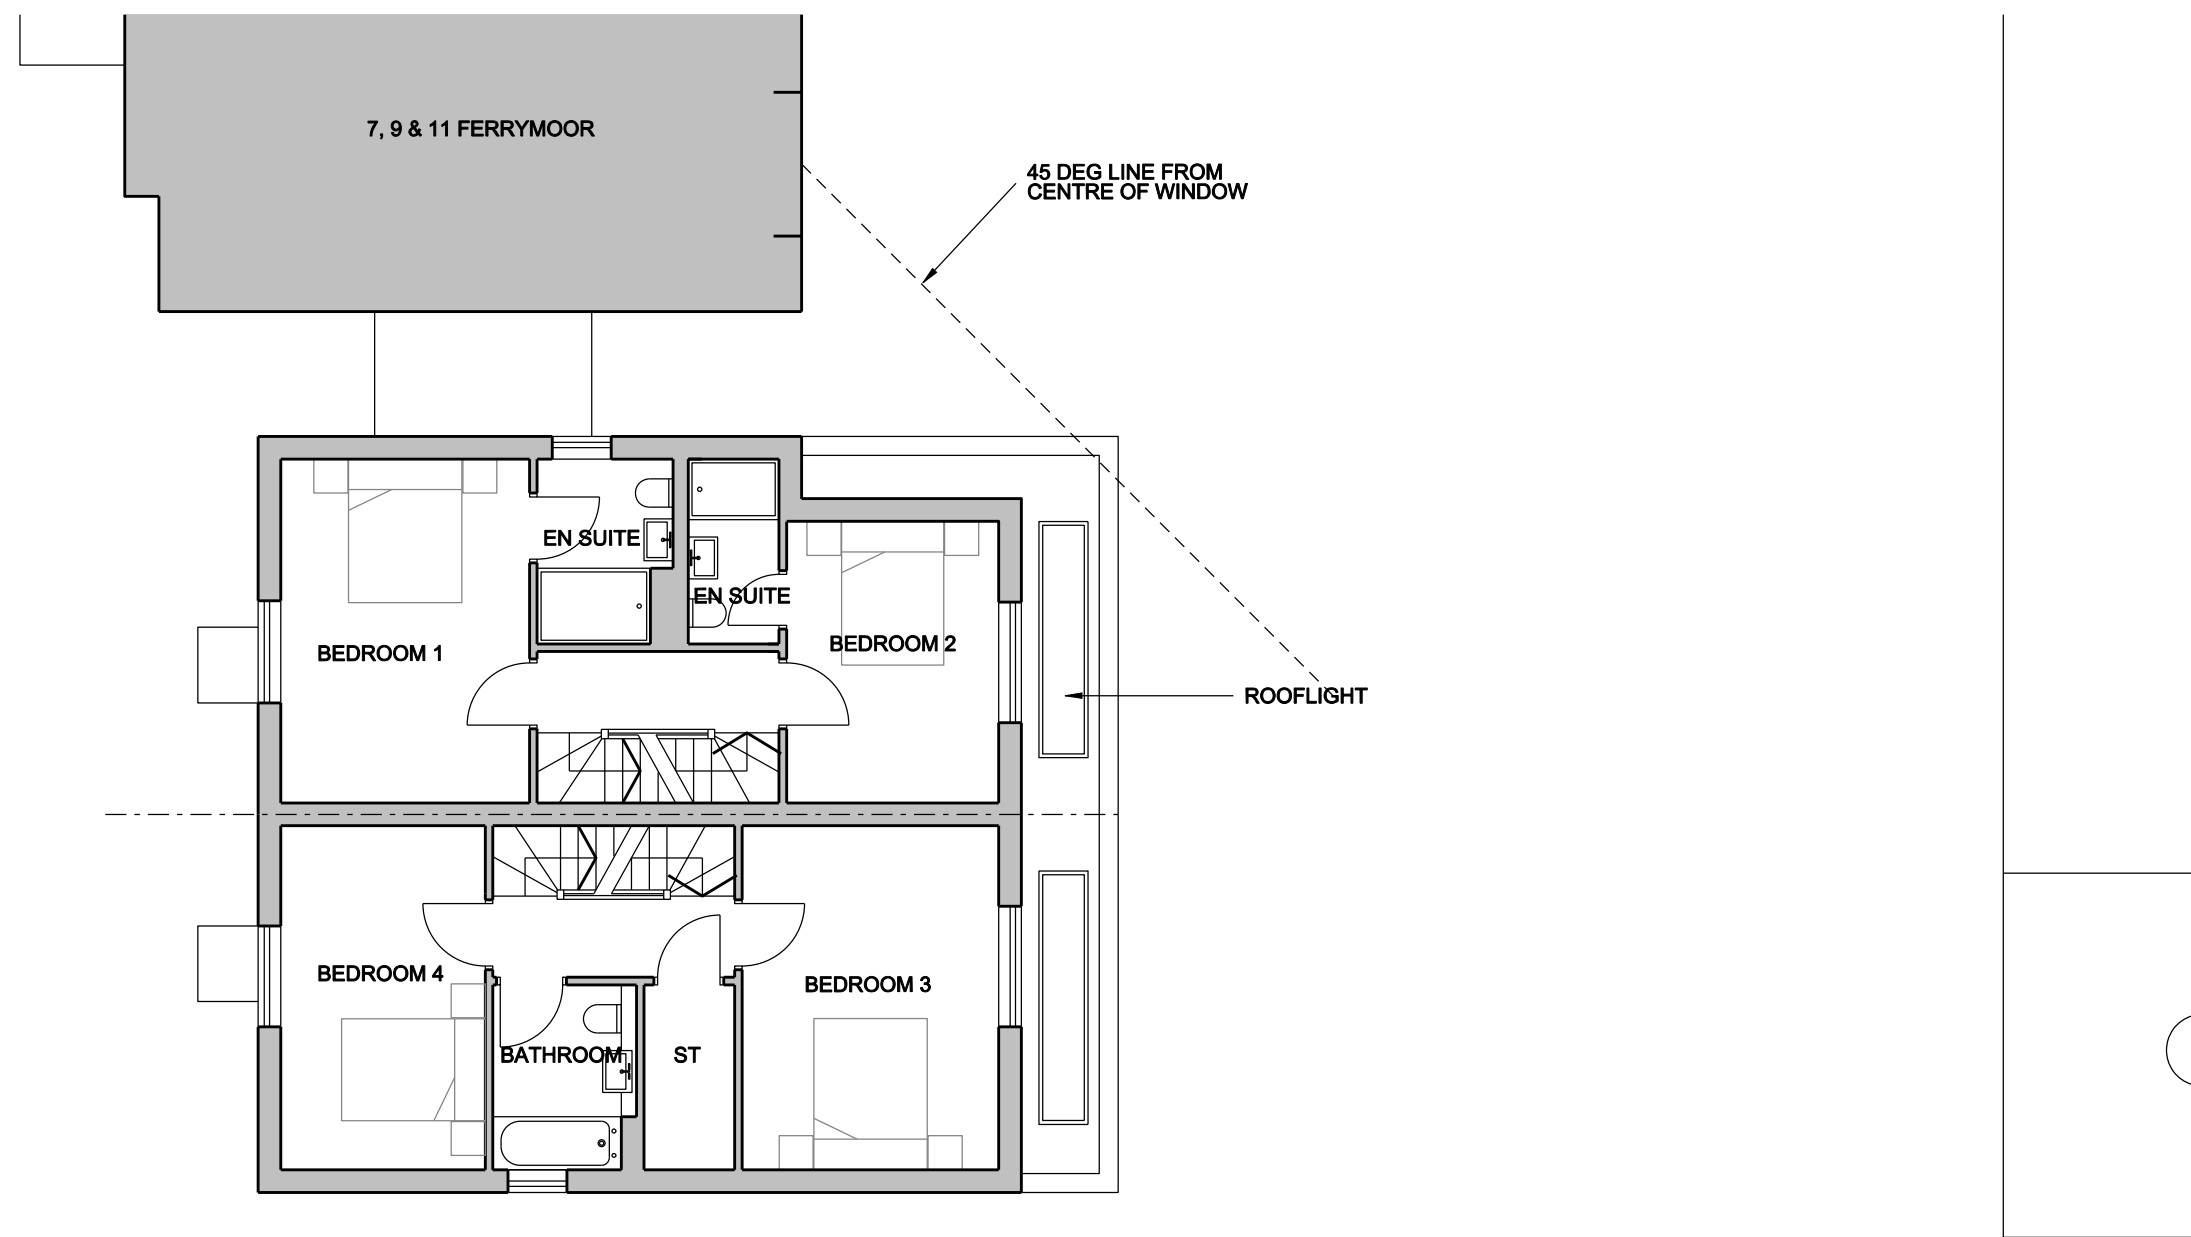 7, 9 & 11 FERRYMOOR
45 DEG LINE FROM
CENTRE OF WINDOW
EN SUITE
EN SUITE
BEDROOM 1
BEDROOM 2
ROOFLIGHT
BEDROOM 4
BEDROOM 3
BATHROOM
ST